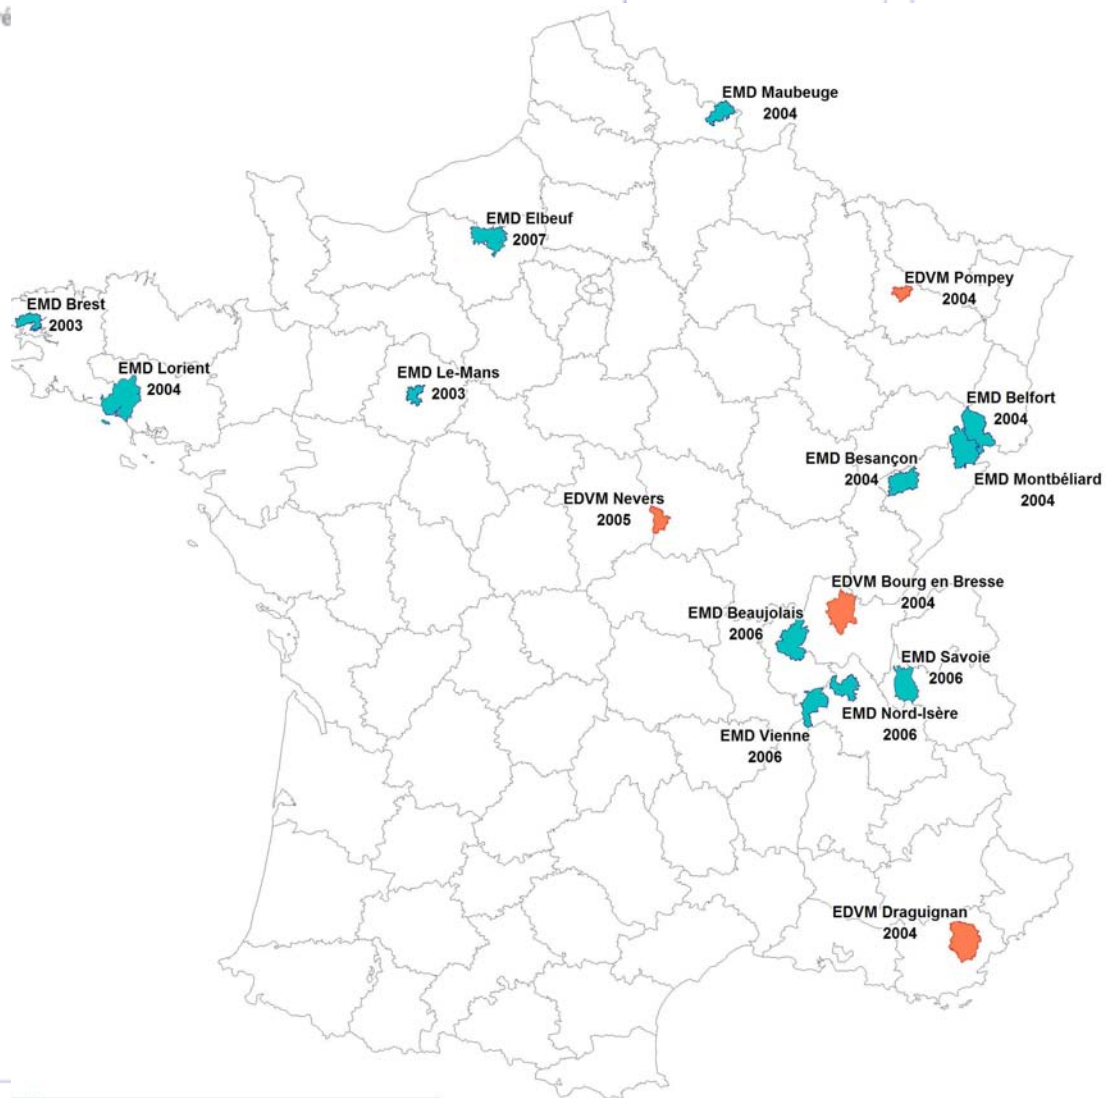 EMD Maubeuge
2004
EMD Elbeuf
2007
EDVM Pompey
2004
EMD Brest
2003
EMD Lorient
2004
EMD Le-Mans
2003
EMD Belfort
2004
EMD Besançon
2004
EMD Montbéliard
2004
EDVM Nevers
2005
EDVM Bourg en Bresse
2004
EMD Beaujolais
2006
EMD Savoie
2006
EMD Nord-Isère
2006
EMD Vienne
2006
EDVM Draguignan
2004